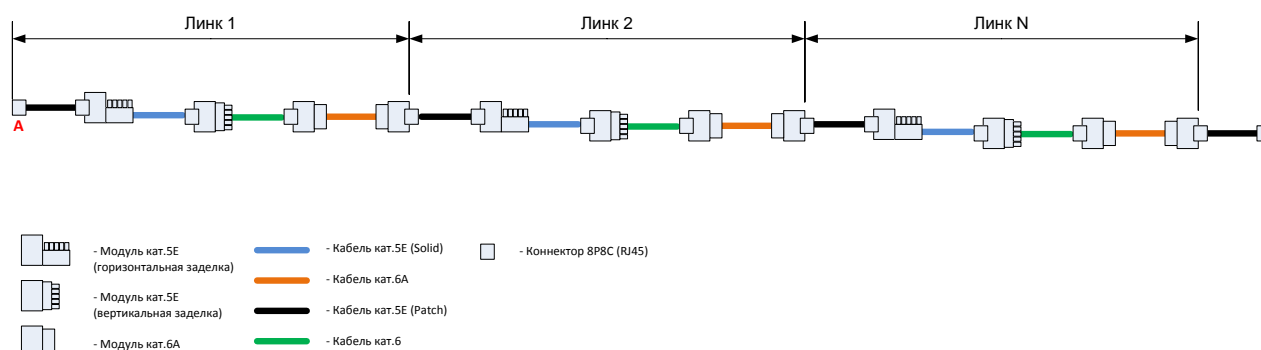 Линк 1
Линк 2
Линк N
A
- Модуль кат.5Е
(горизонтальная заделка)
- Модуль кат.5Е
(вертикальная заделка)
- Модуль кат.6А
- Кабель кат.5Е (Solid)
- Кабель кат.6А
- Кабель кат.5Е (Patch)
- Кабель кат.6
- Коннектор 8Р8С (RJ45)